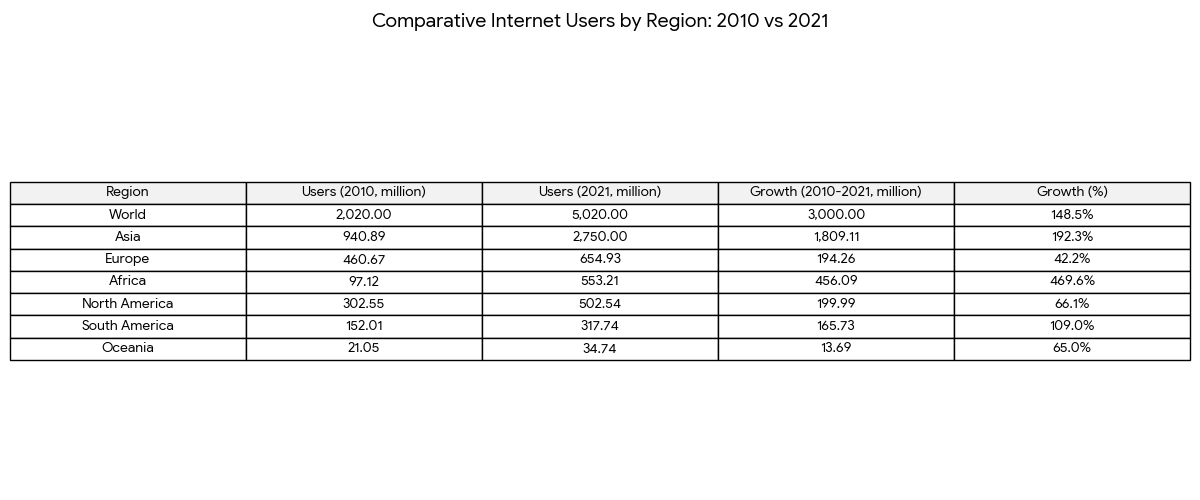 Comparative Internet Users by Region: 2010 vs 2021
Region Users (2010, million) Users (2021, million) Growth (2010-2021, million) Growth (%)
World 2,020.00 5,020.00 3,000.00 148.5%
Asia 940.89 2,750.00 1,809.11 192.3%
Europe 460.67 654.93 194.26 42.2%
Africa 97.12 553.21 456.09 469.6%
North America 302.55 502.54 199.99 66.1%
South America 152.01 317.74 165.73 109.0%
Oceania 21.05 34.74 13.69 65.0%